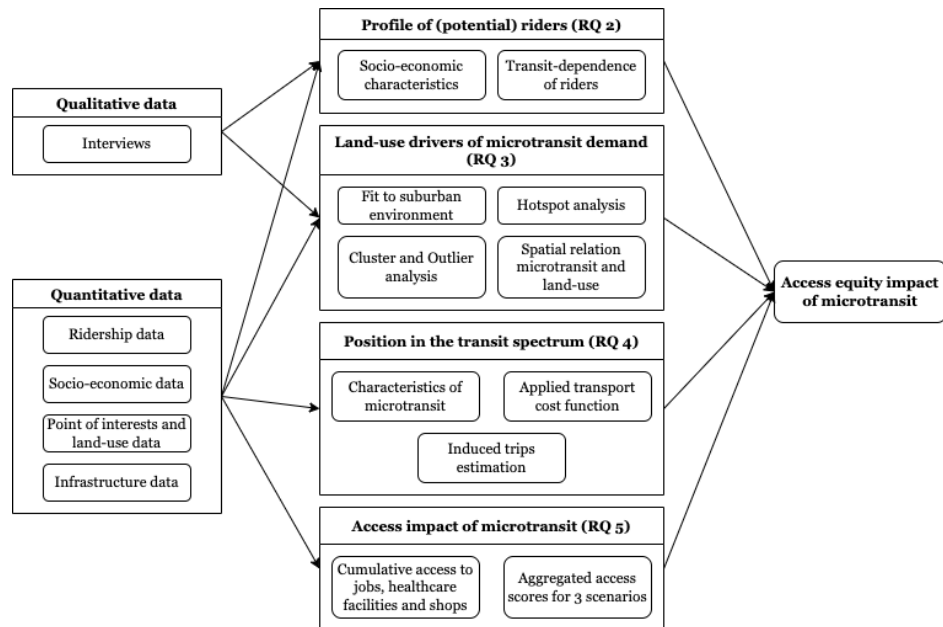 Qualitative data
Interviews
Quantitative data
Ridership data
Socio-economic data
Point of interests and
land-use data
Infrastructure data
Profile of (potential) riders (RQ 2)
Socio-economic
characteristics
Transit-dependence
of riders
Land-use drivers of microtransit demand
(RQ 3)
Fit to suburban
environment
Hotspot analysis
Cluster and Outlier
analysis
Spatial relation
microtransit and
land-use
Position in the transit spectrum (RQ 4)
Characteristics of
microtransit
Applied transport
cost function
Induced trips
estimation
Access impact of microtransit (RQ 5)
Cumulative access to
jobs, healthcare
facilities and shops
Aggregated access
scores for 3 scenarios
Access equity impact
of microtransit